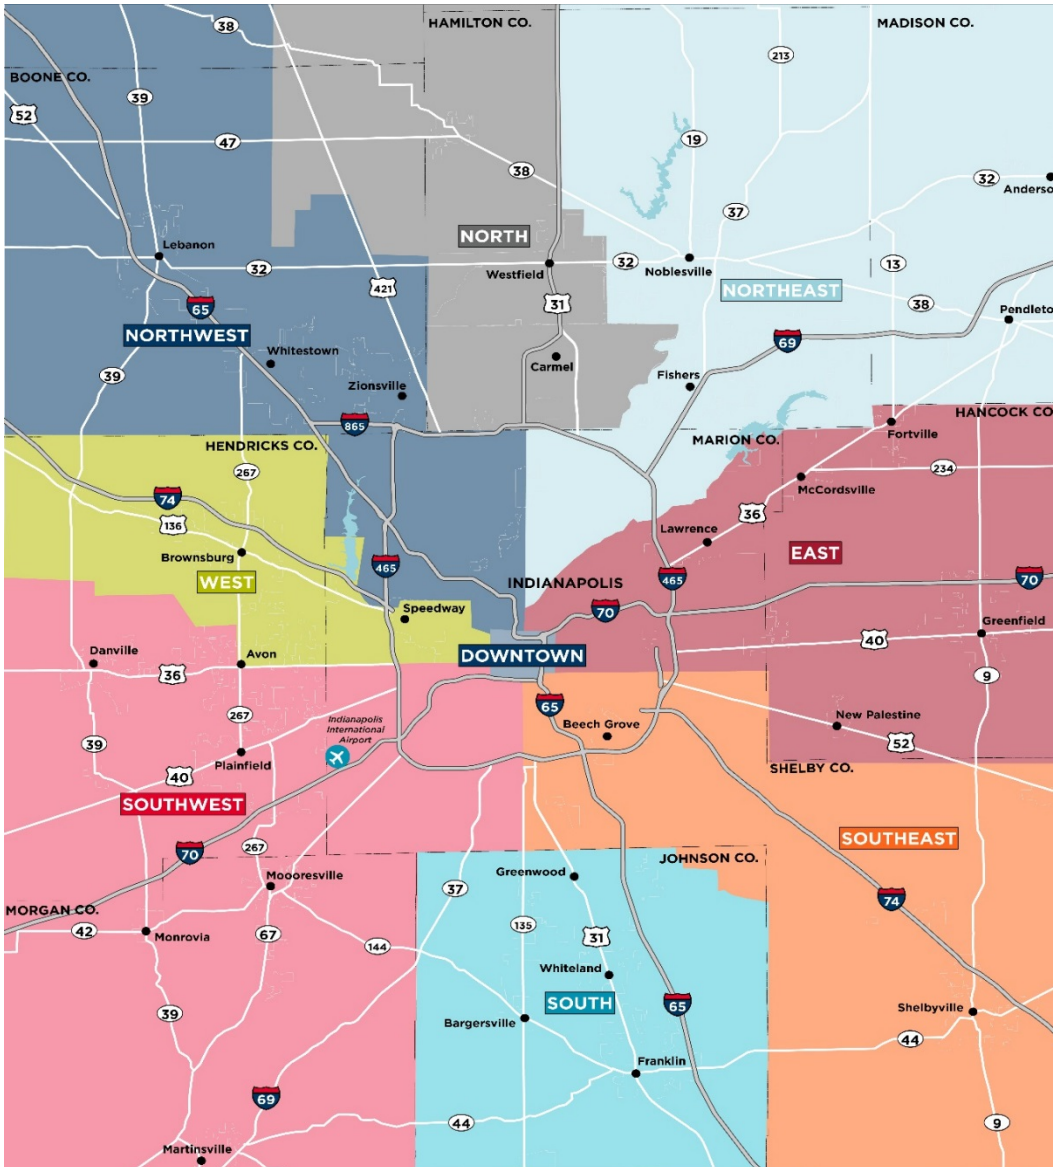 HAMILTON CO.
MADISON CO.
38
213
BOONE CO.
39
52
19
47
38
32
Anderso
37
NORTH
Lebanon
32
Westfield
32
Noblesville
13
421
NORTHEAST
31
38
65
Pendleto
NORTHWEST
69
Whitestown
Carmel
39
Fishers
Zionsville
HANCOCK CO
865
Fortville
MARION CO.
HENDRICKS CO.
267
234
McCordsville
74
36
136
Lawrence
Brownsburg
EAST
465
INDIANAPOLIS
465
WEST
70
70
Speedway
Greenfield
40
Danville
Avon
DOWNTOWN
36
9
65
267
New Palestine
Indianapolis
International
Airport
Beech Grove
39
52
Plainfield
40
SHELBY CO.
SOUTHWEST
SOUTHEAST
267
70
JOHNSON CO.
Moooresville
37
Greenwood
74
MORGAN CO.
135
42
Monrovia
67
31
144
Whiteland
SOUTH
65
39
Bargersville
Shelbyville
44
Franklin
69
44
9
Martinsville